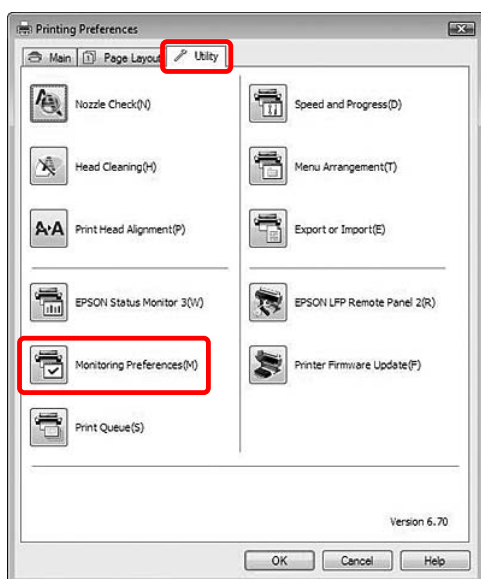 Printing Preferences
Main
Page Layout
Utility
Nozzle Check(N)
Speed and Progress(D)
Head Cleaning(H)
Menu Arrangement(T)
A•A Print Head Alignment(P)
Export or Import(E)
EPSON Status Monitor 3(W)
EPSON LFP Remote Panel 2(R)
Monitoring Preferences(M)
Printer Firmware Update(F)
Print Queue(S)
Version 6.70
OK
Cancel
Help